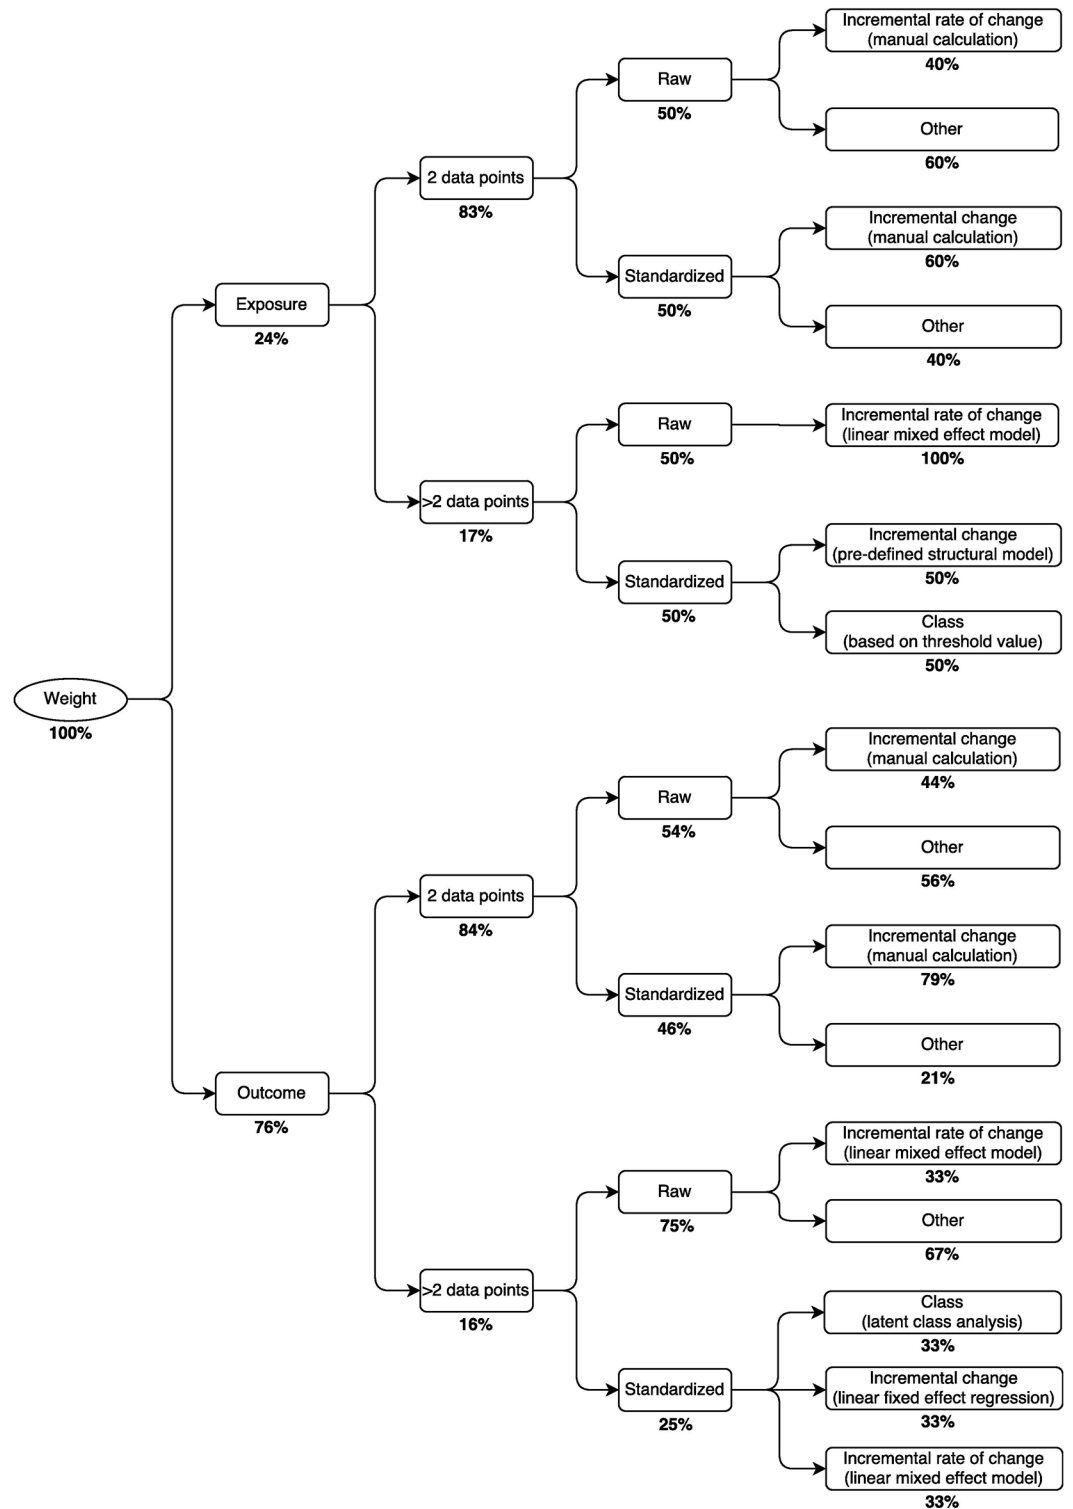 Weight
100%
Exposure
24%
2 data points
83%
Raw
50%
Incremental rate of change
(manual calculation)
40%
Other
60%
Standardized
50%
Incremental change
(manual calculation)
60%
Other
40%
>2 data points
17%
Raw
50%
Incremental rate of change
(linear mixed effect model)
100%
Standardized
50%
Incremental change
(pre-defined structural model)
50%
Class
(based on threshold value)
50%
Outcome
76%
2 data points
84%
Raw
54%
Incremental change
(manual calculation)
44%
Other
56%
Standardized
46%
Incremental change
(manual calculation)
79%
Other
21%
>2 data points
16%
Raw
75%
Incremental rate of change
(linear mixed effect model)
33%
Other
67%
Standardized
25%
Class
(latent class analysis)
33%
Incremental change
(linear fixed effect regression)
33%
Incremental rate of change
(linear mixed effect model)
33%